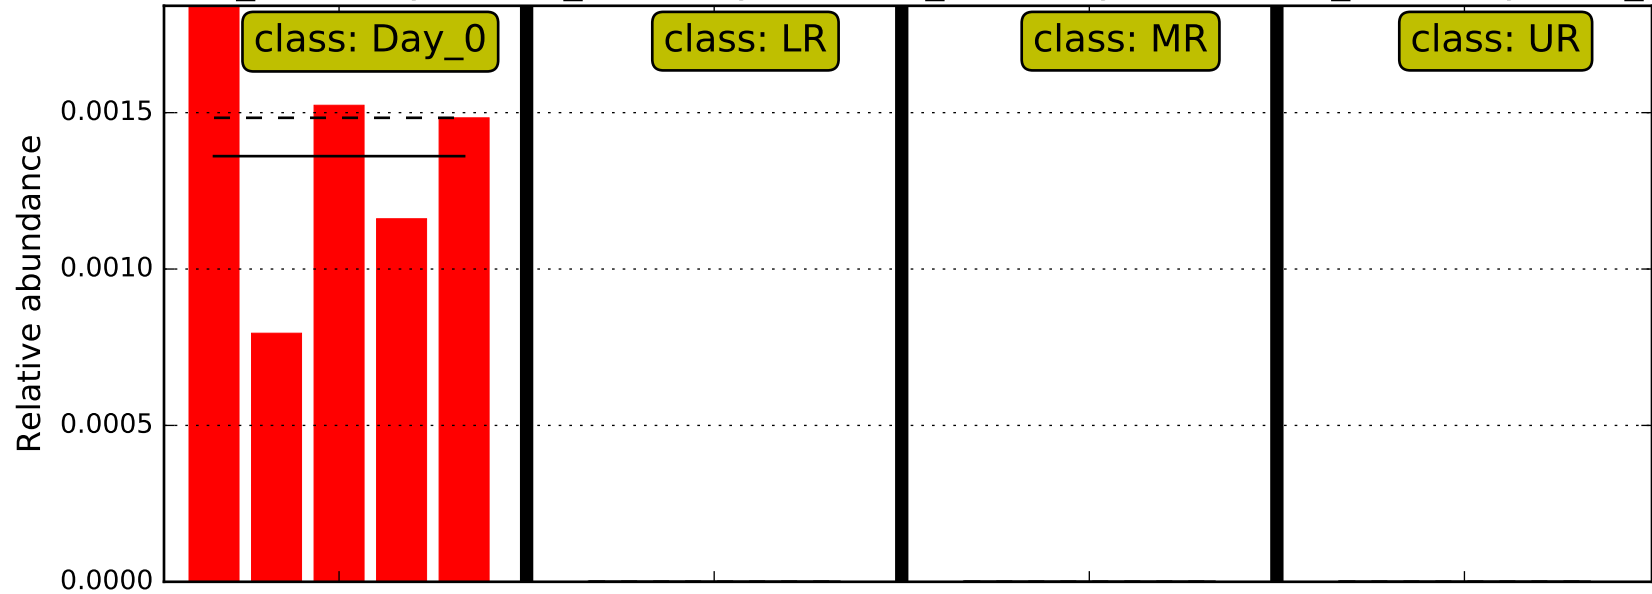 class: Day_0
class: LR
class: MR
class: UR
0.0015
0.0010
0.0005
0.0000
Relative abundance